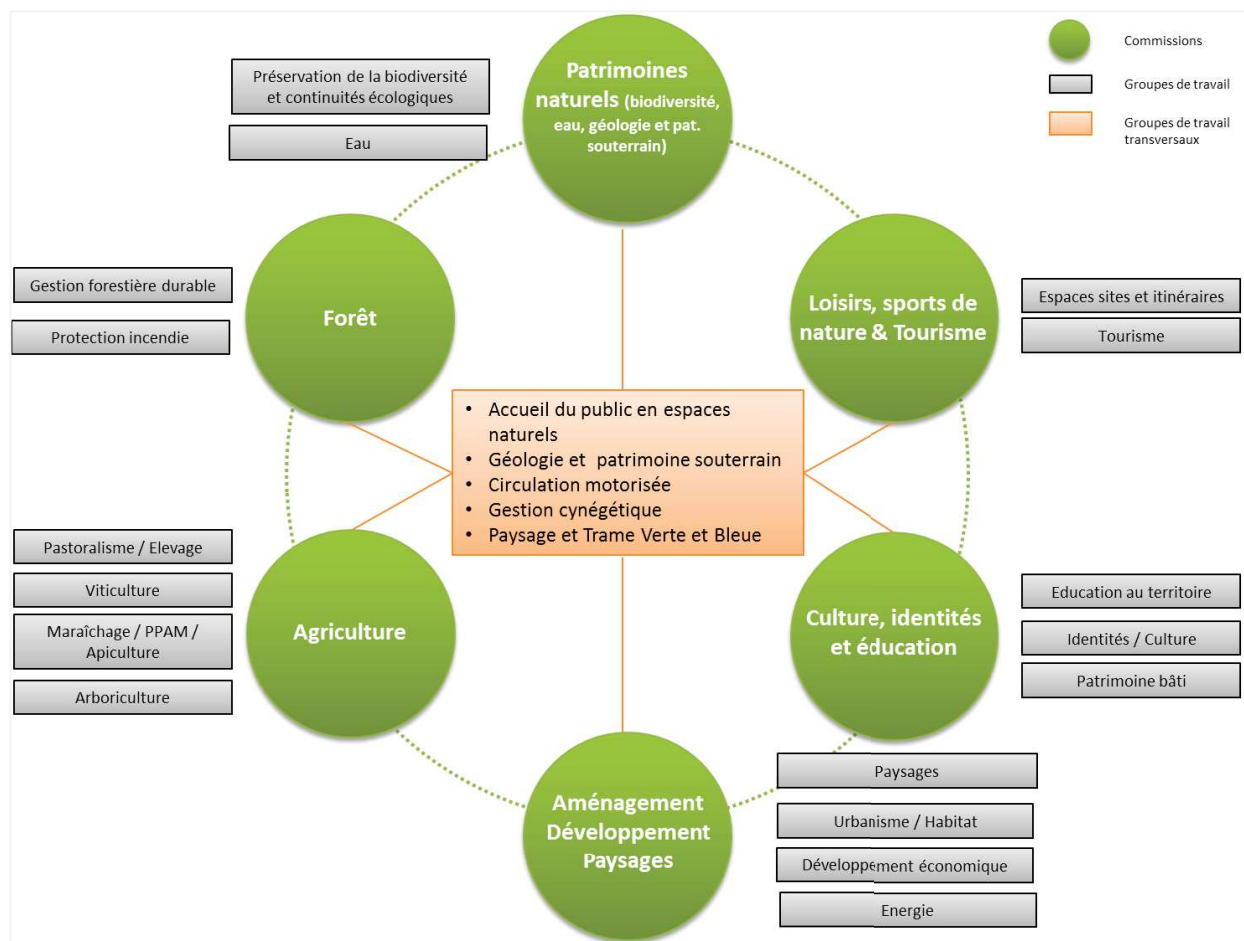 Commissions
Groupes de travail
Groupes de travail
transversaux
Patrimoines
naturels (biodiversité,
eau, géologie et pat.
souterrain)
Préservation de la biodiversité
et continuités écologiques
Eau
Forêt
Gestion forestière durable
Protection incendie
Loisirs, sports de
nature & Tourisme
Espaces sites et itinéraires
Tourisme
• Accueil du public en espaces
naturels
• Géologie et patrimoine souterrain
• Circulation motorisée
• Gestion cynégétique
• Paysage et Trame Verte et Bleue
Agriculture
Pastoralisme / Elevage
Viticulture
Maraîchage / PPAM /
Apiculture
Arboriculture
Culture, identités
et éducation
Education au territoire
Identités / Culture
Patrimoine bâti
Aménagement
Développement
Paysages
Paysages
Urbanisme / Habitat
Développement économique
Energie